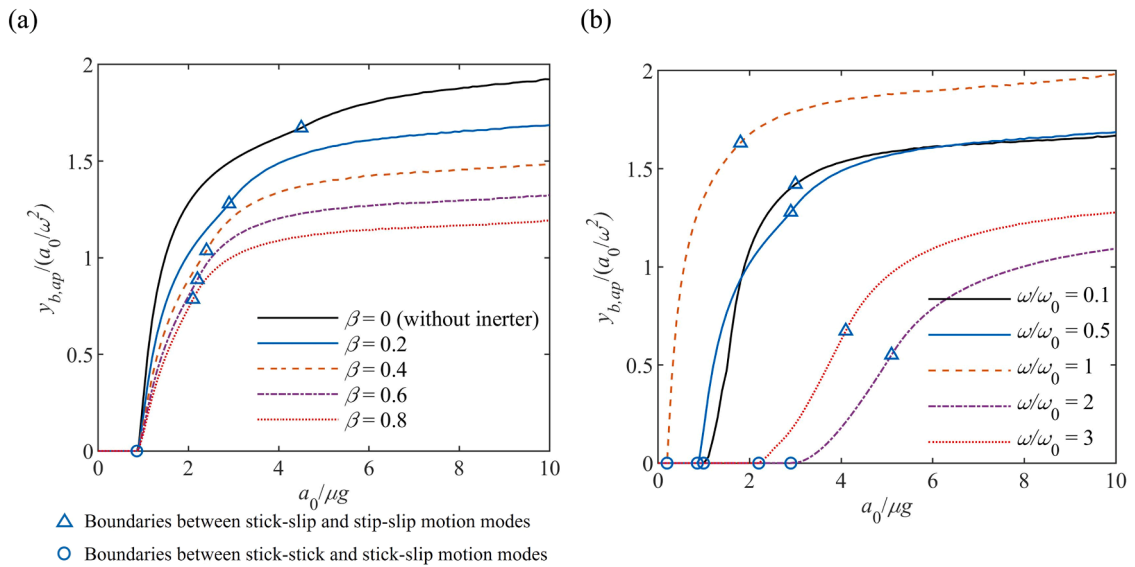 (a)
(b)
2
1.5
1
0.5
0
y_{b,ap}/(a_0/ω^2)
β = 0 (without inerter)
β = 0.2
β = 0.4
β = 0.6
β = 0.8
0 2 4 6 8 10
a_0/μg
2
1.5
1
0.5
0
y_{b,ap}/(a_0/ω^2)
ω/ω_0 = 0.1
ω/ω_0 = 0.5
ω/ω_0 = 1
ω/ω_0 = 2
ω/ω_0 = 3
0 2 4 6 8 10
a_0/μg
Boundaries between stick-slip and stip-slip motion modes
Boundaries between stick-stick and stick-slip motion modes